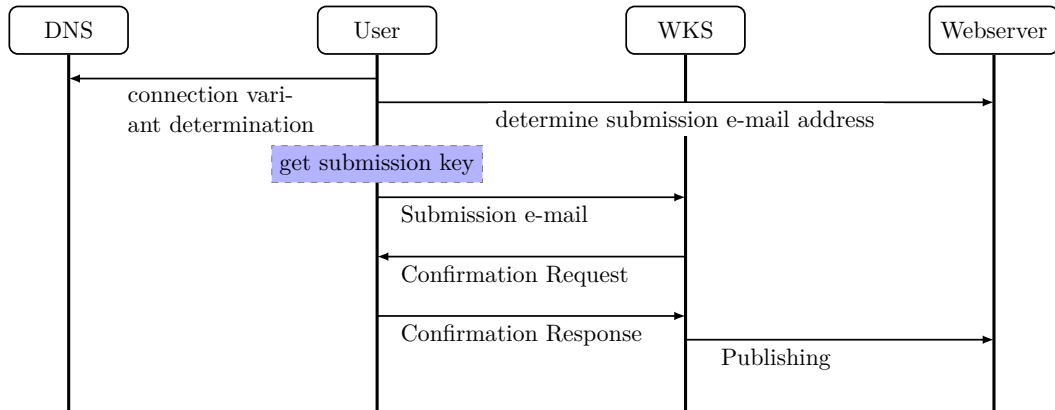 DNS
User
WKS
Webserver
connection vari-
ant determination
determine submission e-mail address
get submission key
Submission e-mail
Confirmation Request
Confirmation Response
Publishing